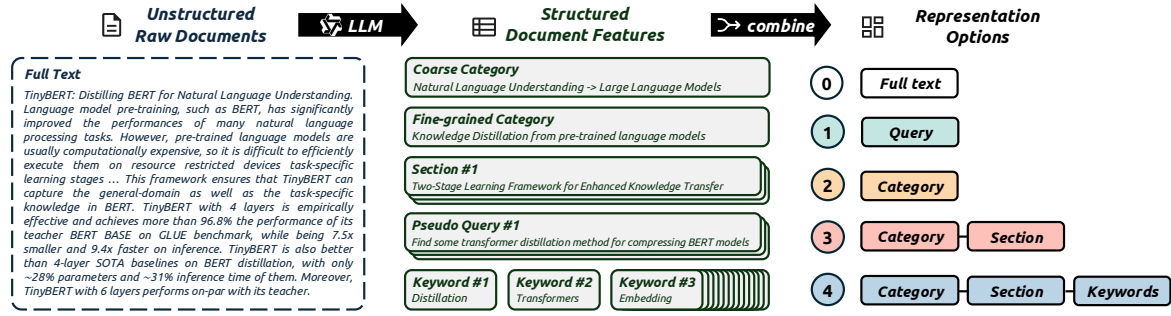 Unstructured
Raw Documents
LLM
Structured
Document Features
combine
Representation
Options
Full Text
TinyBERT: Distilling BERT for Natural Language Understanding.
Language model pre-training, such as BERT, has significantly
improved the performances of many natural language
processing tasks. However, pre-trained language models are
usually computationally expensive, so it is difficult to efficiently
execute them on resource restricted devices task-specific
learning stages ... This framework ensures that TinyBERT can
capture the general-domain as well as the task-specific
knowledge in BERT. TinyBERT with 4 layers is empirically
effective and achieves more than 96.8% the performance of its
teacher BERT BASE on GLUE benchmark, while being 7.5x
smaller and 9.4x faster on inference. TinyBERT is also better
than 4-layer SOTA baselines on BERT distillation, with only
~28% parameters and ~31% inference time of them. Moreover,
TinyBERT with 6 layers performs on-par with its teacher.
Coarse Category
Natural Language Understanding -> Large Language Models
Fine-grained Category
Knowledge Distillation from pre-trained language models
Section #1
Two-Stage Learning Framework for Enhanced Knowledge Transfer
Pseudo Query #1
Find some transformer distillation method for compressing BERT models
Keyword #1
Distillation
Keyword #2
Transformers
Keyword #3
Embedding
0 Full text
1 Query
2 Category
3 Category Section
4 Category Section Keywords